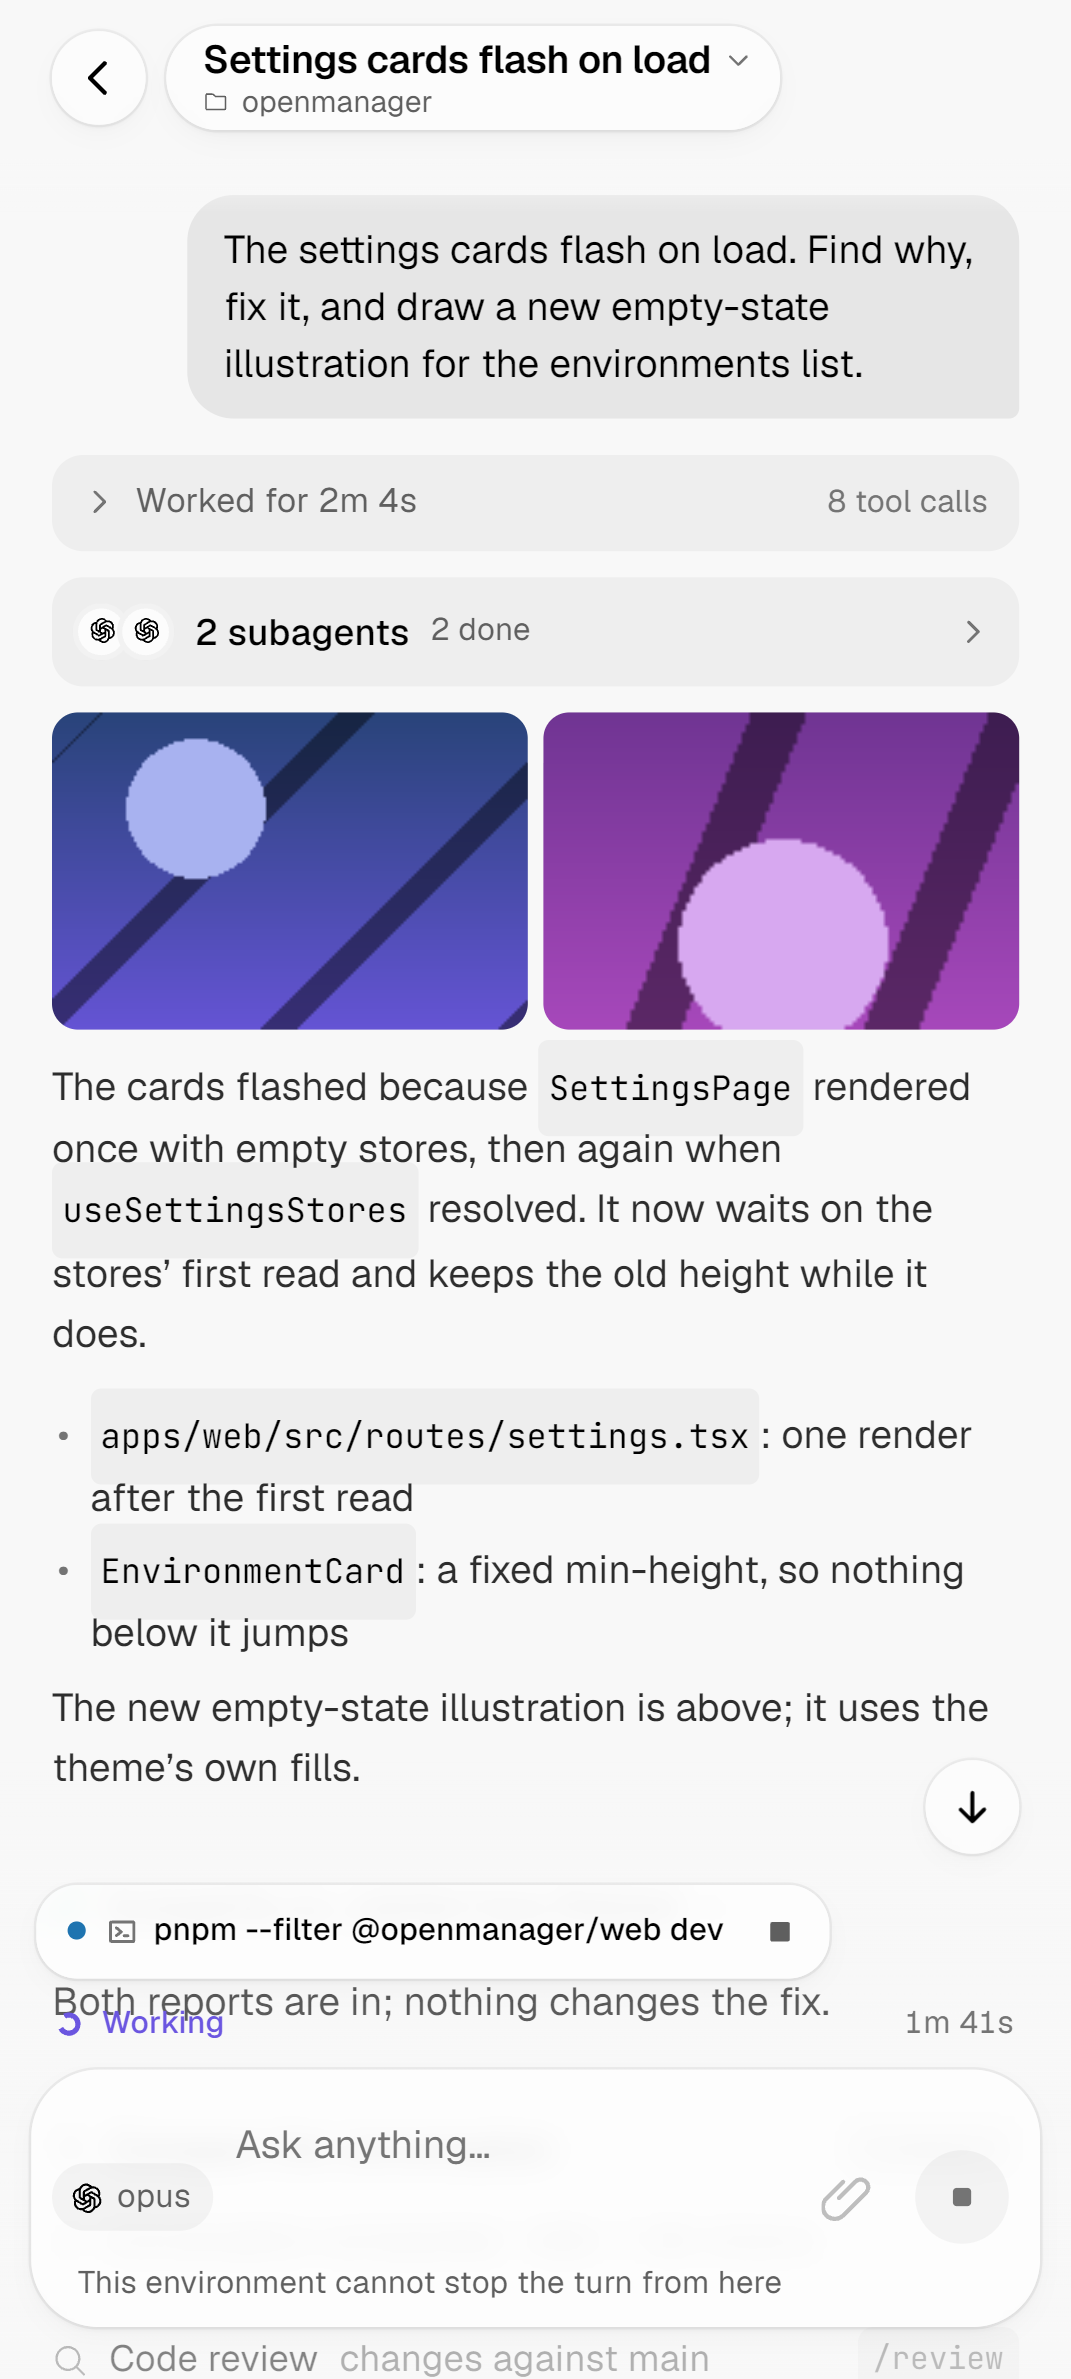 Settings cards flash on load
openmanager
The settings cards flash on load. Find why,
fix it, and draw a new empty-state
illustration for the environments list.
Worked for 2m 4s
8 tool calls
2 subagents 2 done
The cards flashed because SettingsPage rendered
once with empty stores, then again when
useSettingsStores resolved. It now waits on the
stores’ first read and keeps the old height while it
does.
• apps/web/src/routes/settings.tsx: one render
after the first read
• EnvironmentCard: a fixed min-height, so nothing
below it jumps
The new empty-state illustration is above; it uses the
theme’s own fills.
pnpm --filter @openmanager/web dev
Both reports are in; nothing changes the fix.
Working
1m 41s
Ask anything…
opus
This environment cannot stop the turn from here
Code review changes against main /review